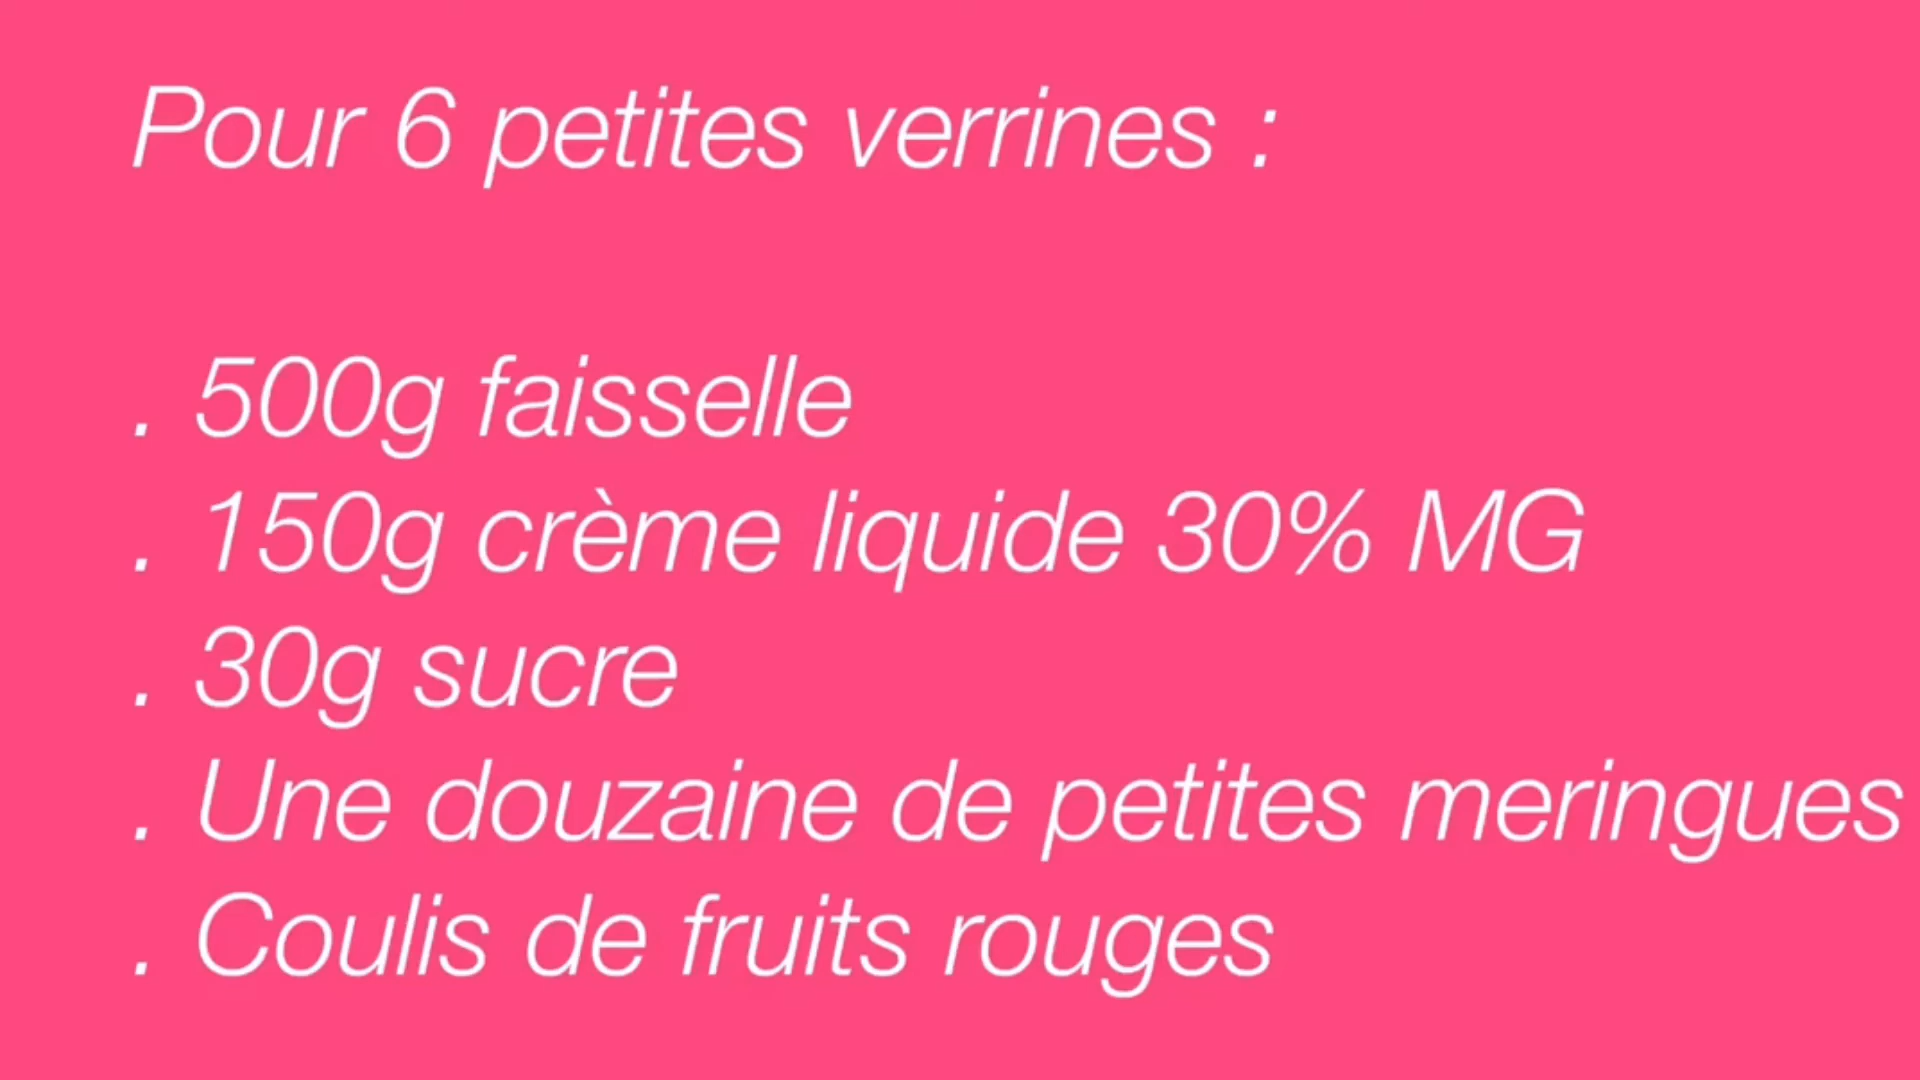 Pour 6 petites verrines :
. 500g faisselle
. 150g crème liquide 30% MG
. 30g sucre
. Une douzaine de petites meringues
. Coulis de fruits rouges